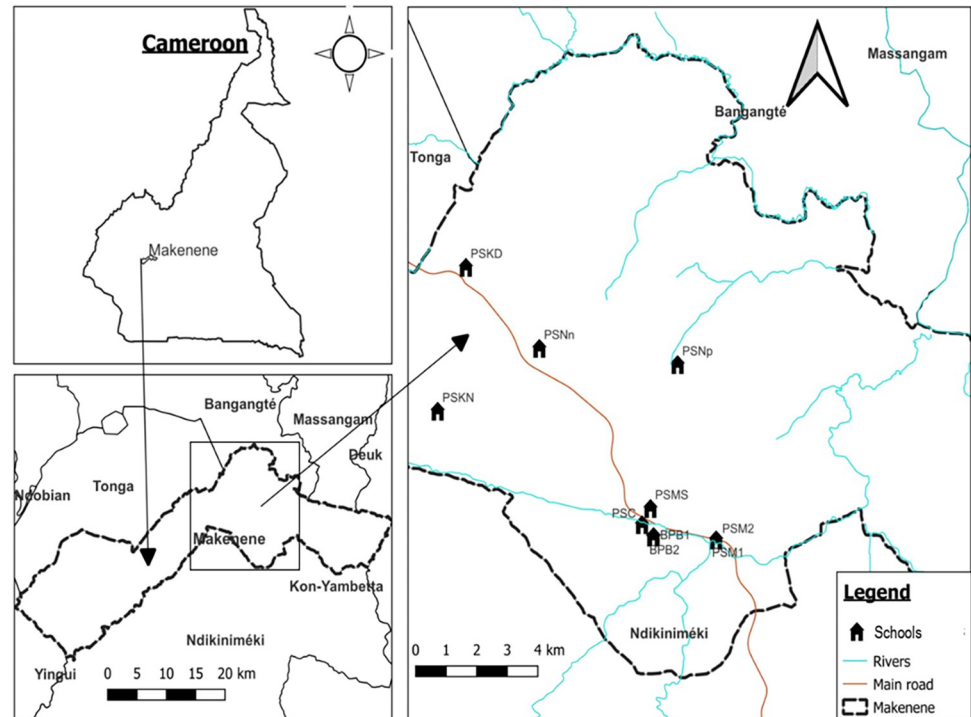 Cameroon
Makenene
Bangangté
Massangam
Deuk
Tonga
Makenene
Kon-Yambetta
Ndikiniméki
Yingui
0 5 10 15 20 km
Massangam
Bangangté
Tonga
PSKD
PSNn
PSNp
PSKN
PSMS
PSC
BPB1
BPB2
PSM2
PSM1
Ndikiniméki
0 1 2 3 4 km
Legend
Schools
Rivers
Main road
Makenene